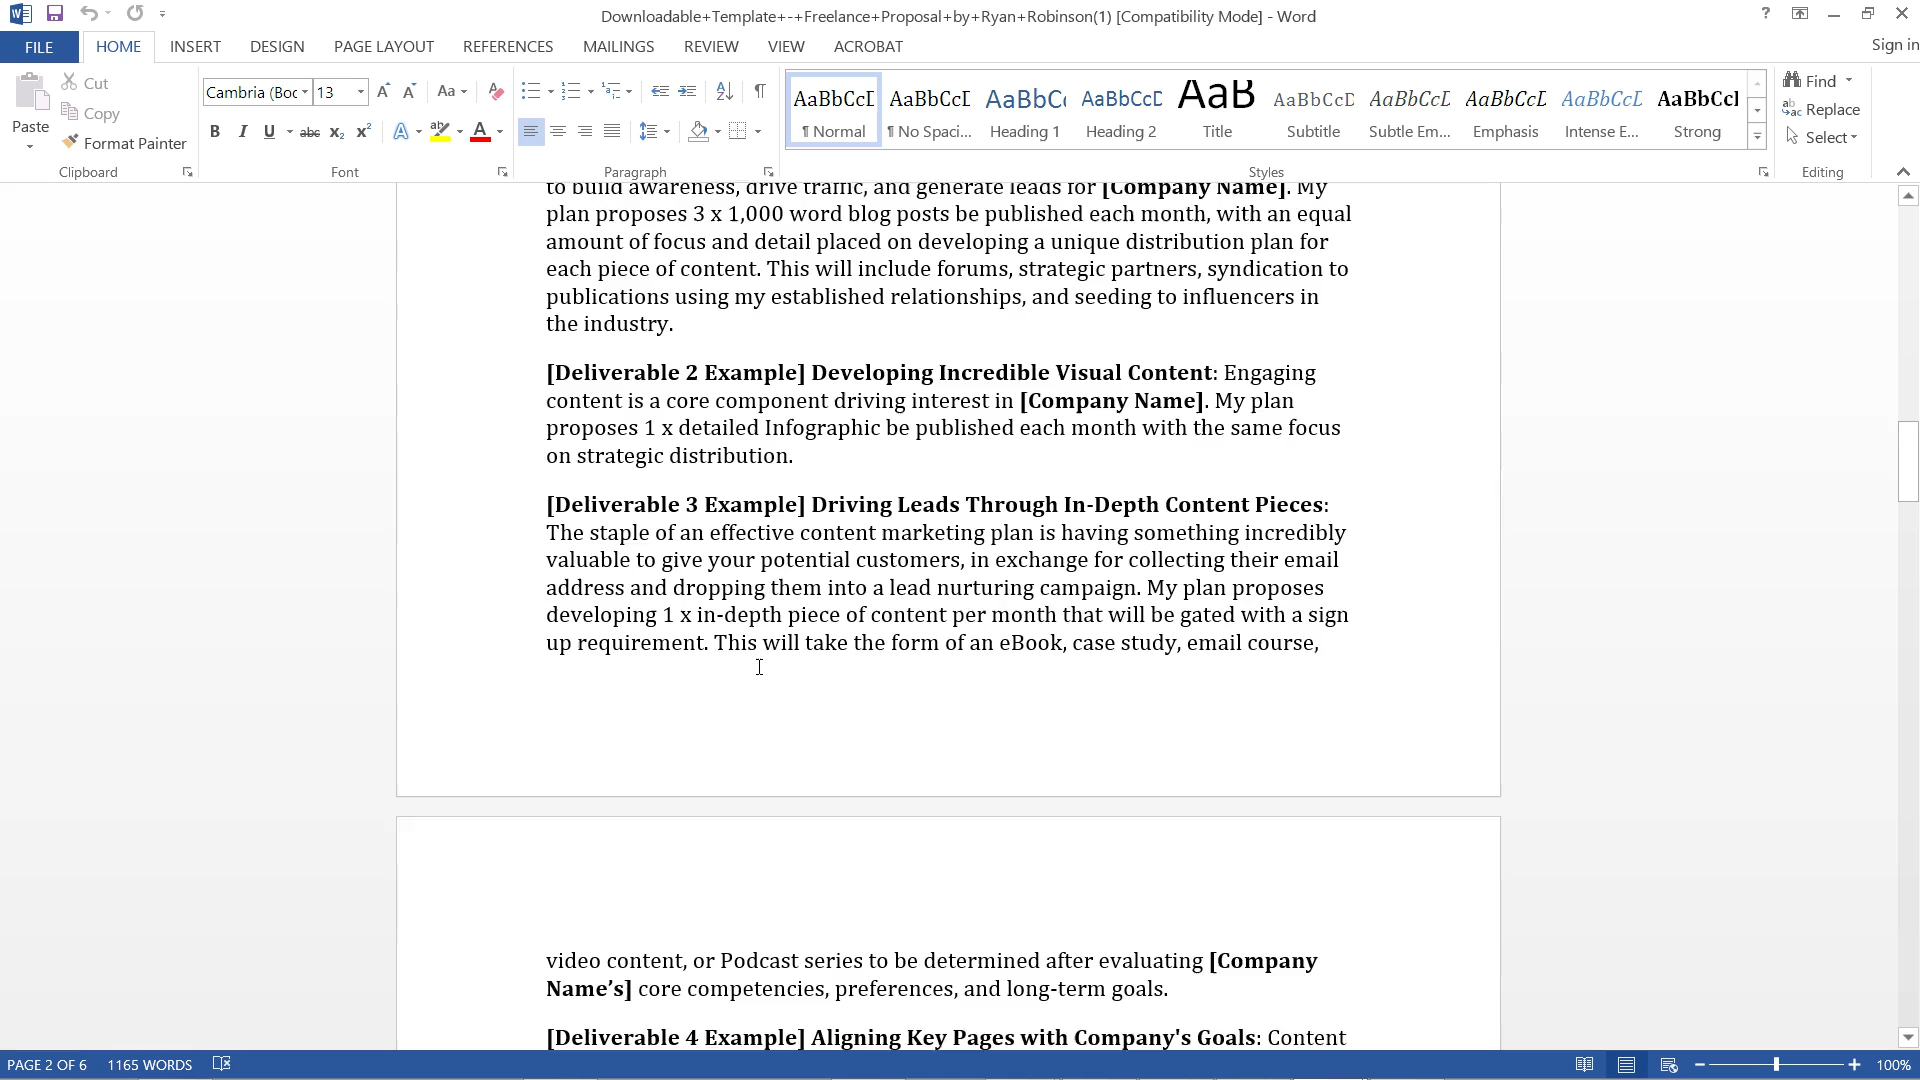 Downloadable+Template+-+Freelance+Proposal+by+Ryan+Robinson(1) [Compatibility Mode] - Word
?
FILE HOME INSERT DESIGN PAGE LAYOUT REFERENCES MAILINGS REVIEW VIEW ACROBAT Sign in
Paste
Cut
Copy
Format Painter
Clipboard
Cambria (Boc 13 Aa
B I U abc X₂ X² A ab A
Font
Paragraph
AaBbCcD AaBbCcD AaBbC AaBbCcD AaB AaBbCcD AaBbCcD AaBbCcD AaBbCcD AaBbCcl
¶ Normal ¶ No Spaci... Heading 1 Heading 2 Title Subtitle Subtle Em... Emphasis Intense E... Strong
Styles
Find
Replace
Select
Editing
to build awareness, drive traffic, and generate leads for [Company Name]. My
plan proposes 3 x 1,000 word blog posts be published each month, with an equal
amount of focus and detail placed on developing a unique distribution plan for
each piece of content. This will include forums, strategic partners, syndication to
publications using my established relationships, and seeding to influencers in
the industry.
[Deliverable 2 Example] Developing Incredible Visual Content: Engaging
content is a core component driving interest in [Company Name]. My plan
proposes 1 x detailed Infographic be published each month with the same focus
on strategic distribution.
[Deliverable 3 Example] Driving Leads Through In-Depth Content Pieces:
The staple of an effective content marketing plan is having something incredibly
valuable to give your potential customers, in exchange for collecting their email
address and dropping them into a lead nurturing campaign. My plan proposes
developing 1 x in-depth piece of content per month that will be gated with a sign
up requirement. This will take the form of an eBook, case study, email course,
video content, or Podcast series to be determined after evaluating [Company
Name’s] core competencies, preferences, and long-term goals.
[Deliverable 4 Example] Aligning Key Pages with Company's Goals: Content
PAGE 2 OF 6 1165 WORDS 100%